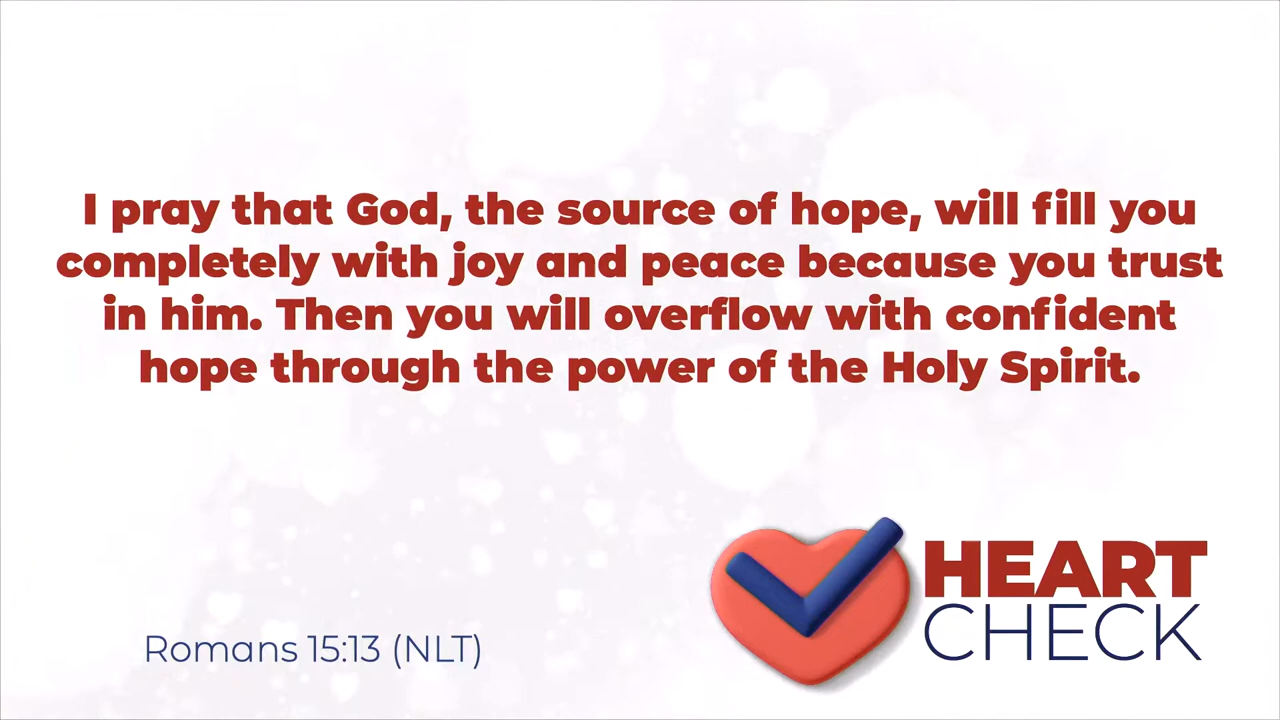 I pray that God, the source of hope, will fill you
completely with joy and peace because you trust
in him. Then you will overflow with confident
hope through the power of the Holy Spirit.
Romans 15:13 (NLT)
HEART
CHECK